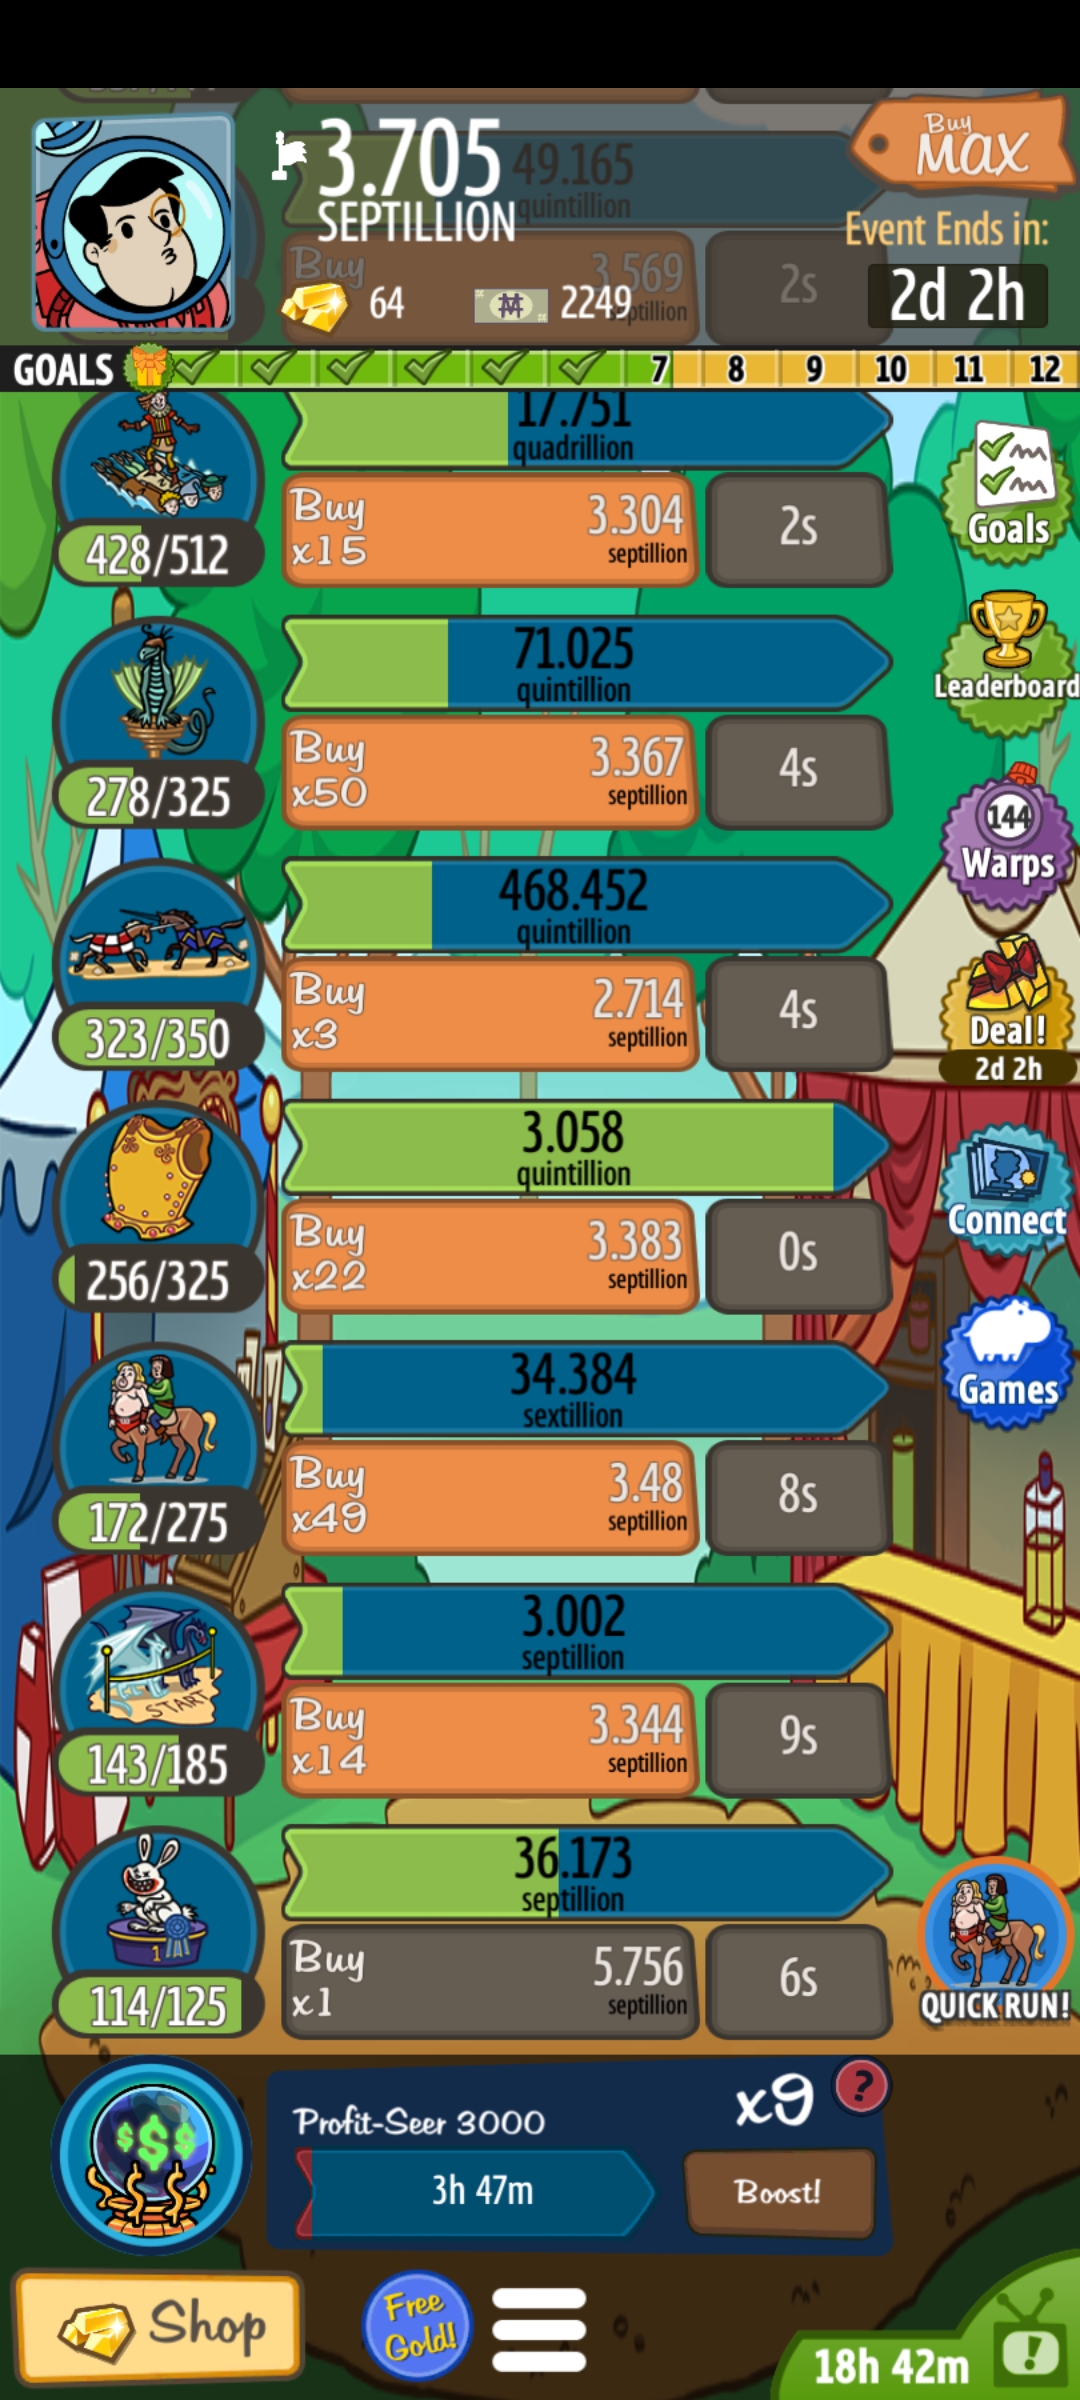 3.705
SEPTILLION
49.165
quintillion
Buy
MAX
Event Ends in:
2d 2h
Buy
3.569
septillion
2s
64
2249
GOALS
7
8
9
10
11
12
17.751
quadrillion
Buy
x15
3.304
septillion
2s
428/512
Goals
71.025
quintillion
Buy
x50
3.367
septillion
4s
278/325
Leaderboard
144
Warps
468.452
quintillion
Buy
x3
2.714
septillion
4s
323/350
Deal!
2d 2h
3.058
quintillion
Buy
x22
3.383
septillion
0s
256/325
Connect
34.384
sextillion
Buy
x49
3.48
septillion
8s
172/275
Games
3.002
septillion
Buy
x14
3.344
septillion
9s
START
143/185
36.173
septillion
Buy
x1
5.756
septillion
6s
1
114/125
QUICK RUN!
$$$
Profit-Seer 3000
x9
?
3h 47m
Boost!
Shop
Free
Gold!
18h 42m
!